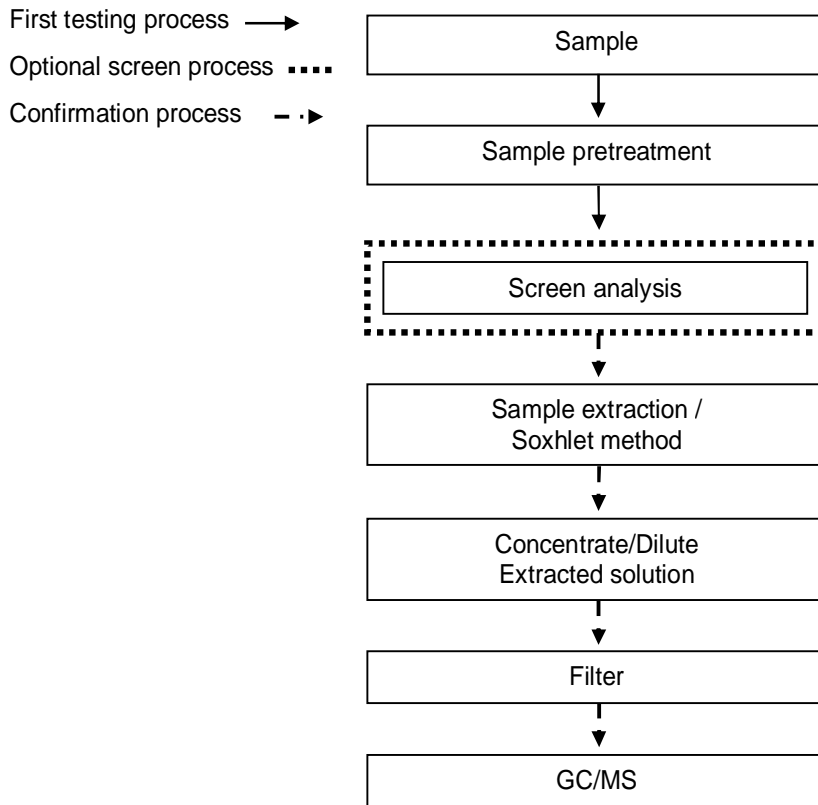 First testing process
Optional screen process
Confirmation process
Sample
Sample pretreatment
Screen analysis
Sample extraction /
Soxhlet method
Concentrate/Dilute
Extracted solution
Filter
GC/MS